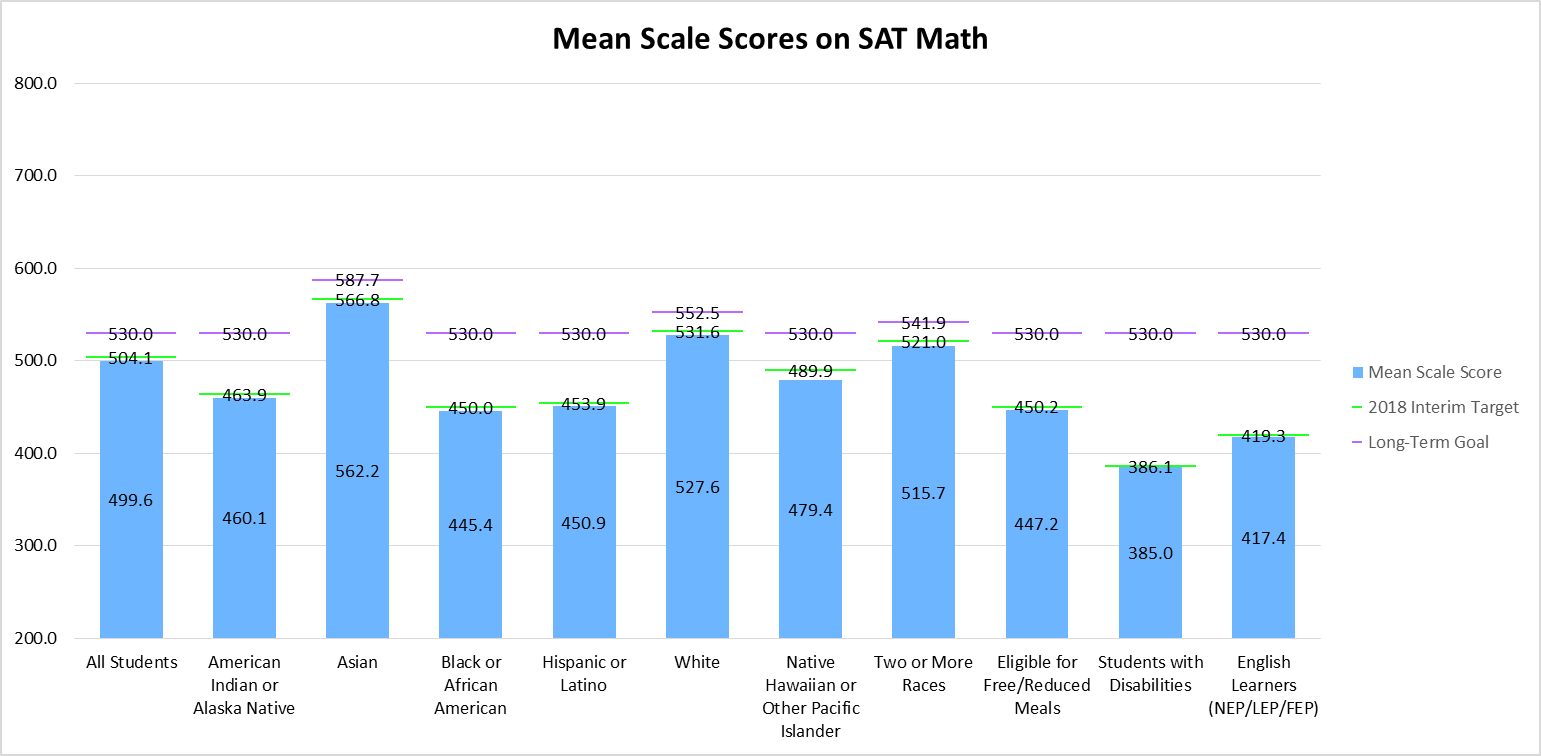 Mean Scale Scores on SAT Math
800.0
700.0
600.0
500.0
400.0
300.0
200.0
530.0 530.0 587.7 530.0 530.0 552.5 530.0 541.9 530.0 530.0 530.0
504.1 463.9 566.8 450.0 453.9 531.6 489.9 521.0 450.2 386.1 419.3
499.6 460.1 562.2 445.4 450.9 527.6 479.4 515.7 447.2 385.0 417.4
All Students
American
Indian or
Alaska Native
Asian
Black or
African
American
Hispanic or
Latino
White
Native
Hawaiian or
Other Pacific
Islander
Two or More
Races
Eligible for
Free/Reduced
Meals
Students with
Disabilities
English
Learners
(NEP/LEP/FEP)
Mean Scale Score
2018 Interim Target
Long-Term Goal